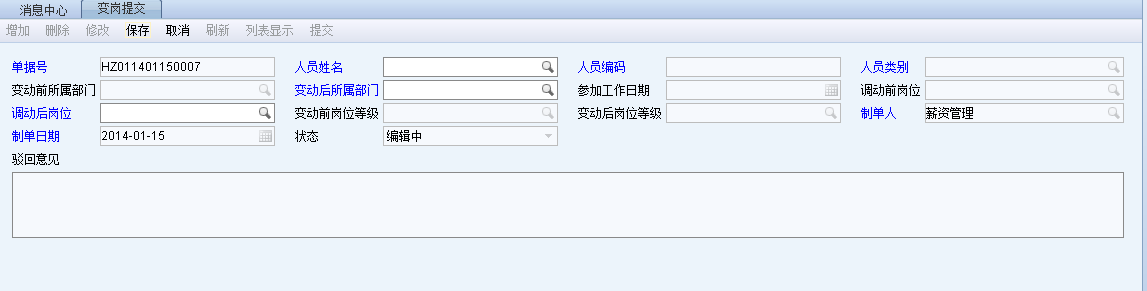 消息中心 变岗提交
增加 删除 修改 保存 取消 刷新 列表显示 提交
单据号 HZ011401150007 人员姓名 人员编码 人员类别
变动前所属部门 变动后所属部门 参加工作日期 调动前岗位
调动后岗位 变动前岗位等级 变动后岗位等级 制单人 薪资管理
制单日期 2014-01-15 状态 编辑中
驳回意见